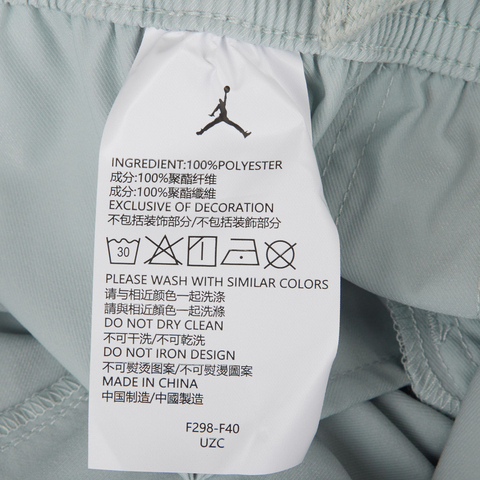 INGREDIENT:100%POLYESTER
成分:100%聚酯纤维
成分:100%聚酯纖維
EXCLUSIVE OF DECORATION
不包括装饰部分/不包括裝飾部分
30
PLEASE WASH WITH SIMILAR COLORS
请与相近颜色一起洗涤
請與相近顏色一起洗滌
DO NOT DRY CLEAN
不可干洗/不可乾洗
DO NOT IRON DESIGN
不可熨烫图案/不可熨燙圖案
MADE IN CHINA
中国制造/中國製造
F298-F40
UZC